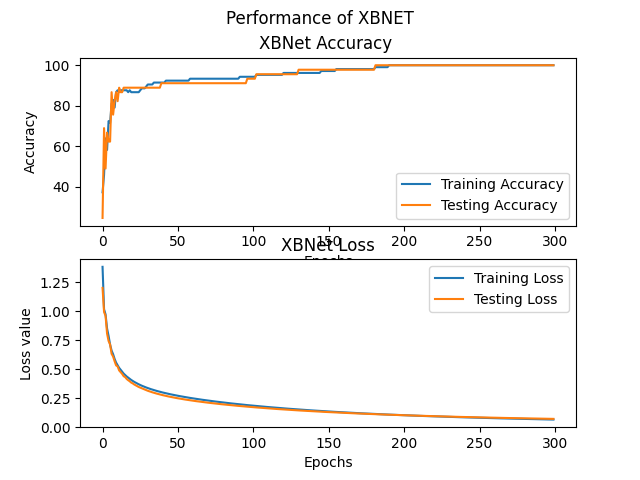 Performance of XBNET
XBNet Accuracy
100
80
60
40
Accuracy
Training Accuracy
Testing Accuracy
0 50 100 150 200 250 300
Epochs
XBNet Loss
1.25
1.00
0.75
0.50
0.25
0.00
Loss value
Training Loss
Testing Loss
0 50 100 150 200 250 300
Epochs